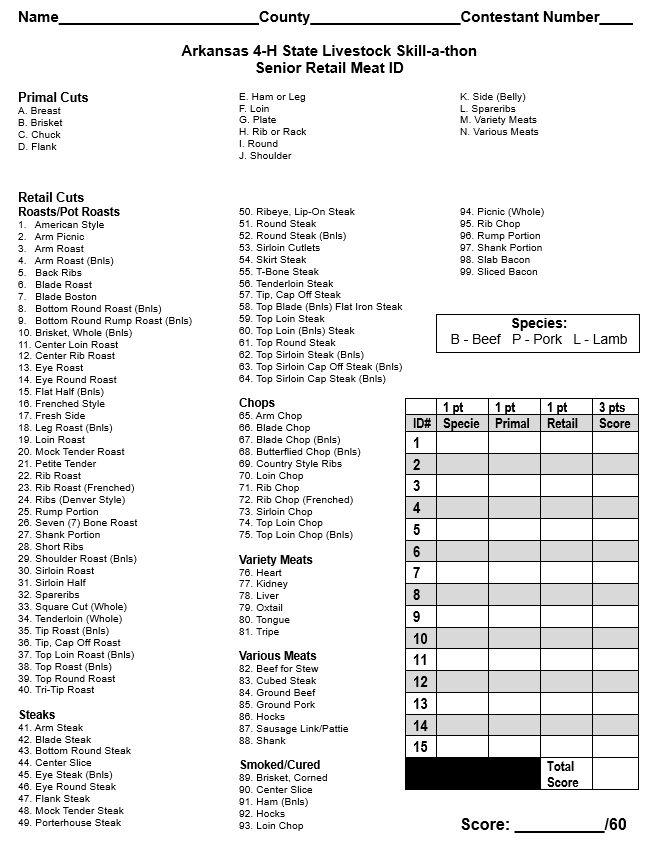 Name________________________County__________________Contestant Number____
Arkansas 4-H State Livestock Skill-a-thon
Senior Retail Meat ID
Primal Cuts
A. Breast
B. Brisket
C. Chuck
D. Flank
E. Ham or Leg
F. Loin
G. Plate
H. Rib or Rack
I. Round
J. Shoulder
K. Side (Belly)
L. Spareribs
M. Variety Meats
N. Various Meats
Retail Cuts
Roasts/Pot Roasts
1. American Style
2. Arm Picnic
3. Arm Roast
4. Arm Roast (Bnls)
5. Back Ribs
6. Blade Roast
7. Blade Boston
8. Bottom Round Roast (Bnls)
9. Bottom Round Rump Roast (Bnls)
10. Brisket, Whole (Bnls)
11. Center Loin Roast
12. Center Rib Roast
13. Eye Roast
14. Eye Round Roast
15. Flat Half (Bnls)
16. Frenched Style
17. Fresh Side
18. Leg Roast (Bnls)
19. Loin Roast
20. Mock Tender Roast
21. Petite Tender
22. Rib Roast
23. Rib Roast (Frenched)
24. Ribs (Denver Style)
25. Rump Portion
26. Seven (7) Bone Roast
27. Shank Portion
28. Short Ribs
29. Shoulder Roast (Bnls)
30. Sirloin Roast
31. Sirloin Half
32. Spareribs
33. Square Cut (Whole)
34. Tenderloin (Whole)
35. Tip Roast (Bnls)
36. Tip, Cap Off Roast
37. Top Loin Roast (Bnls)
38. Top Roast (Bnls)
39. Top Round Roast
40. Tri-Tip Roast
Steaks
41. Arm Steak
42. Blade Steak
43. Bottom Round Steak
44. Center Slice
45. Eye Steak (Bnls)
46. Eye Round Steak
47. Flank Steak
48. Mock Tender Steak
49. Porterhouse Steak
50. Ribeye, Lip-On Steak
51. Round Steak
52. Round Steak (Bnls)
53. Sirloin Cutlets
54. Skirt Steak
55. T-Bone Steak
56. Tenderloin Steak
57. Tip, Cap Off Steak
58. Top Blade (Bnls) Flat Iron Steak
59. Top Loin Steak
60. Top Loin (Bnls) Steak
61. Top Round Steak
62. Top Sirloin Steak (Bnls)
63. Top Sirloin Cap Off Steak (Bnls)
64. Top Sirloin Cap Steak (Bnls)
Chops
65. Arm Chop
66. Blade Chop
67. Blade Chop (Bnls)
68. Butterflied Chop (Bnls)
69. Country Style Ribs
70. Loin Chop
71. Rib Chop
72. Rib Chop (Frenched)
73. Sirloin Chop
74. Top Loin Chop
75. Top Loin Chop (Bnls)
Variety Meats
76. Heart
77. Kidney
78. Liver
79. Oxtail
80. Tongue
81. Tripe
Various Meats
82. Beef for Stew
83. Cubed Steak
84. Ground Beef
85. Ground Pork
86. Hocks
87. Sausage Link/Pattie
88. Shank
Smoked/Cured
89. Brisket, Corned
90. Center Slice
91. Ham (Bnls)
92. Hocks
93. Loin Chop
94. Picnic (Whole)
95. Rib Chop
96. Rump Portion
97. Shank Portion
98. Slab Bacon
99. Sliced Bacon
Species:
B - Beef P - Pork L - Lamb
1 pt 1 pt 1 pt 3 pts
ID# Specie Primal Retail Score
1
2
3
4
5
6
7
8
9
10
11
12
13
14
15
Total
Score
Score: __________/60